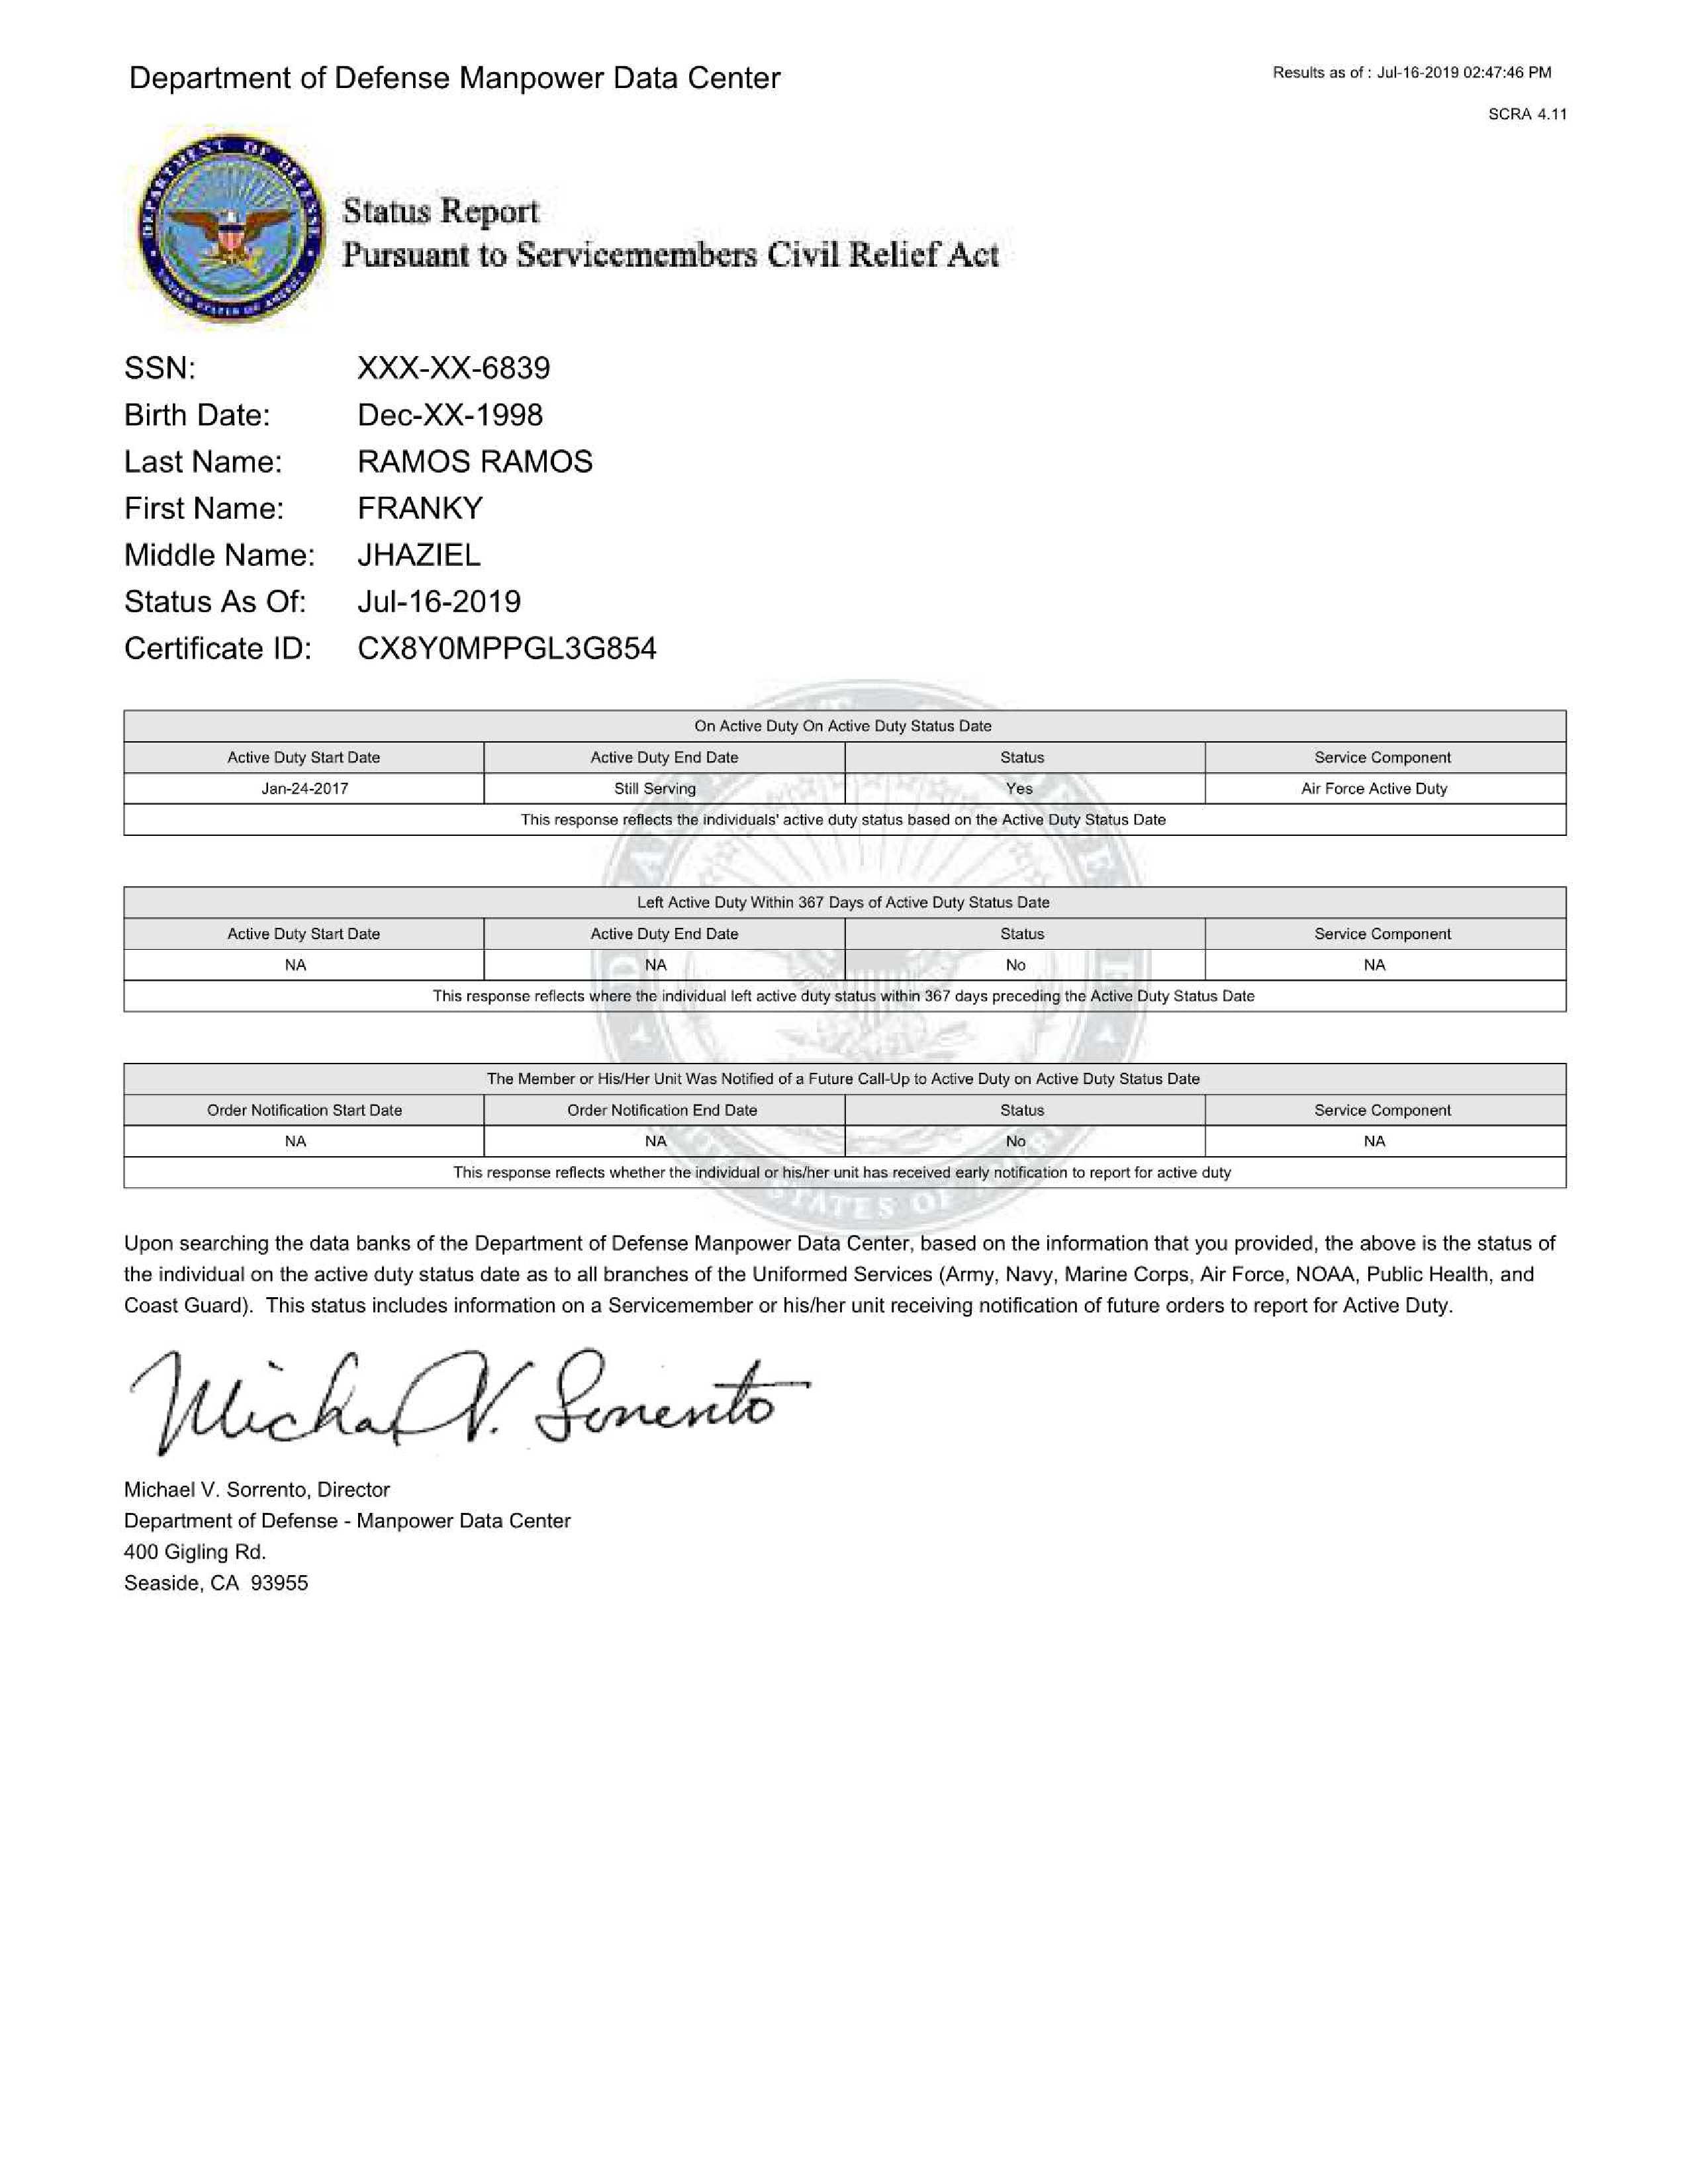 Department of Defense Manpower Data Center
Results as of : Jul-16-2019 02:47:46 PM
SCRA 4.11
DEPARTMENT OF DEFENSE
UNITED STATES OF AMERICA
Status Report
Pursuant to Servicemembers Civil Relief Act
SSN: XXX-XX-6839
Birth Date: Dec-XX-1998
Last Name: RAMOS RAMOS
First Name: FRANKY
Middle Name: JHAZIEL
Status As Of: Jul-16-2019
Certificate ID: CX8Y0MPPGL3G854
On Active Duty On Active Duty Status Date
Active Duty Start Date Active Duty End Date Status Service Component
Jan-24-2017 Still Serving Yes Air Force Active Duty
This response reflects the individuals' active duty status based on the Active Duty Status Date
Left Active Duty Within 367 Days of Active Duty Status Date
Active Duty Start Date Active Duty End Date Status Service Component
NA NA No NA
This response reflects where the individual left active duty status within 367 days preceding the Active Duty Status Date
The Member or His/Her Unit Was Notified of a Future Call-Up to Active Duty on Active Duty Status Date
Order Notification Start Date Order Notification End Date Status Service Component
NA NA No NA
This response reflects whether the individual or his/her unit has received early notification to report for active duty
STATES OF
Upon searching the data banks of the Department of Defense Manpower Data Center, based on the information that you provided, the above is the status of
the individual on the active duty status date as to all branches of the Uniformed Services (Army, Navy, Marine Corps, Air Force, NOAA, Public Health, and
Coast Guard). This status includes information on a Servicemember or his/her unit receiving notification of future orders to report for Active Duty.
Michael V. Sorrento
Michael V. Sorrento, Director
Department of Defense - Manpower Data Center
400 Gigling Rd.
Seaside, CA 93955